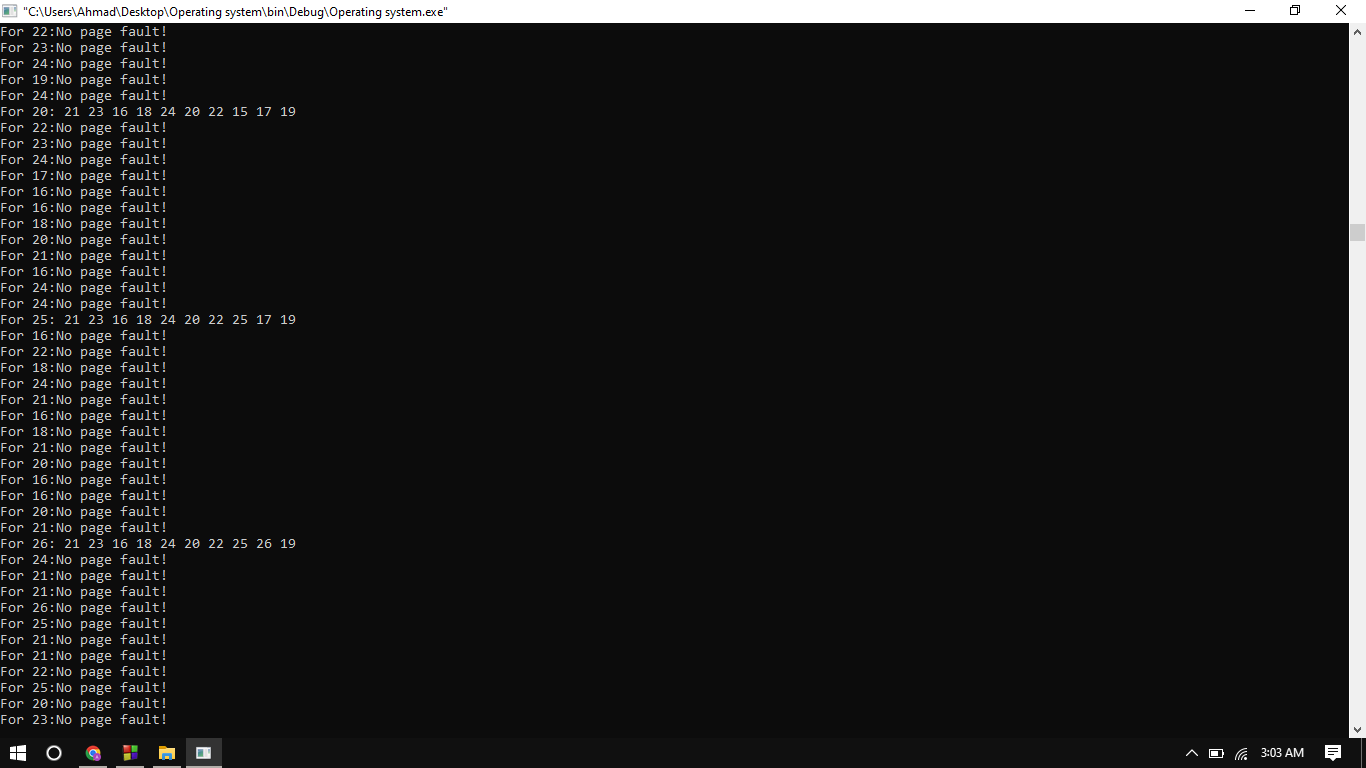 "C:\Users\Ahmad\Desktop\Operating system\bin\Debug\Operating system.exe"
For 22:No page fault!
For 23:No page fault!
For 24:No page fault!
For 19:No page fault!
For 24:No page fault!
For 20: 21 23 16 18 24 20 22 15 17 19
For 22:No page fault!
For 23:No page fault!
For 24:No page fault!
For 17:No page fault!
For 16:No page fault!
For 16:No page fault!
For 18:No page fault!
For 20:No page fault!
For 21:No page fault!
For 16:No page fault!
For 24:No page fault!
For 24:No page fault!
For 25: 21 23 16 18 24 20 22 25 17 19
For 16:No page fault!
For 22:No page fault!
For 18:No page fault!
For 24:No page fault!
For 21:No page fault!
For 16:No page fault!
For 18:No page fault!
For 21:No page fault!
For 20:No page fault!
For 16:No page fault!
For 16:No page fault!
For 20:No page fault!
For 21:No page fault!
For 26: 21 23 16 18 24 20 22 25 26 19
For 24:No page fault!
For 21:No page fault!
For 21:No page fault!
For 26:No page fault!
For 25:No page fault!
For 21:No page fault!
For 21:No page fault!
For 22:No page fault!
For 25:No page fault!
For 20:No page fault!
For 23:No page fault!
3:03 AM